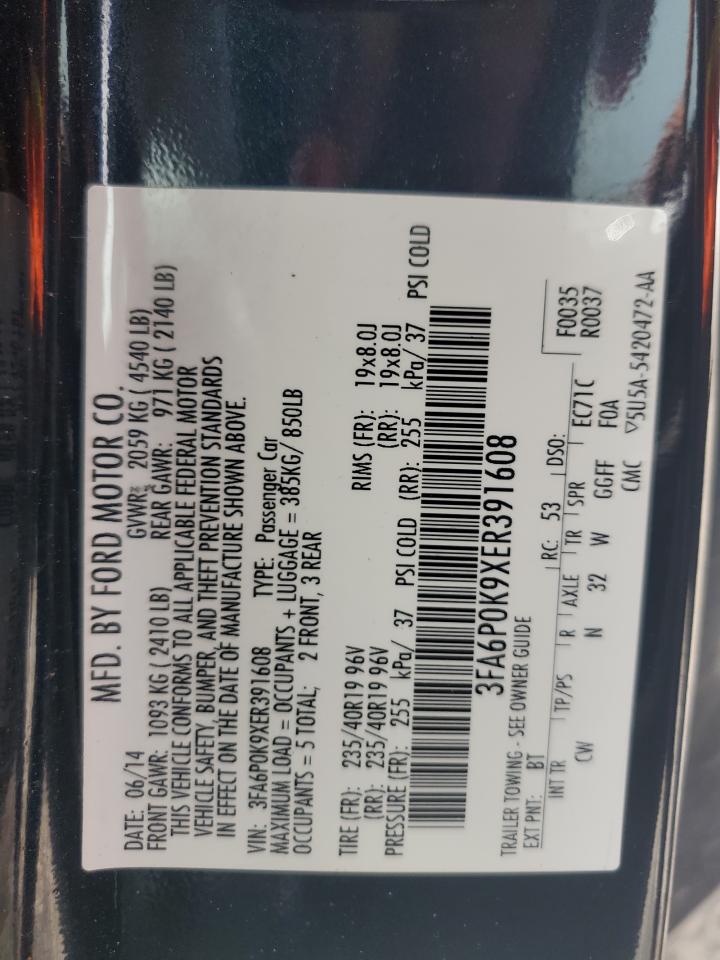 MFD. BY FORD MOTOR CO.
DATE: 06/14 GVWR: 2059 KG ( 4540 LB)
FRONT GAWR: 1093 KG ( 2410 LB) REAR GAWR: 971 KG ( 2140 LB)
THIS VEHICLE CONFORMS TO ALL APPLICABLE FEDERAL MOTOR
VEHICLE SAFETY, BUMPER, AND THEFT PREVENTION STANDARDS
IN EFFECT ON THE DATE OF MANUFACTURE SHOWN ABOVE.
VIN: 3FA6P0K9XER391608 TYPE: Passenger Car
MAXIMUM LOAD = OCCUPANTS + LUGGAGE = 385KG/ 850LB
OCCUPANTS = 5 TOTAL; 2 FRONT, 3 REAR
TIRE (FR): 235/40R19 96V RIMS (FR): 19x8.0J
(RR): 235/40R19 96V (RR): 19x8.0J
PRESSURE (FR): 255 kPa/ 37 PSI COLD (RR): 255 kPa/ 37 PSI COLD
3FA6P0K9XER391608
TRAILER TOWING - SEE OWNER GUIDE
EXT PNT: BT RC: 53 DSO: F0035
INT TR TP/PS R AXLE TR SPR EC71C R0037
CW N 32 W GGFF F0A
CMC ▽5U5A-5420472-AA